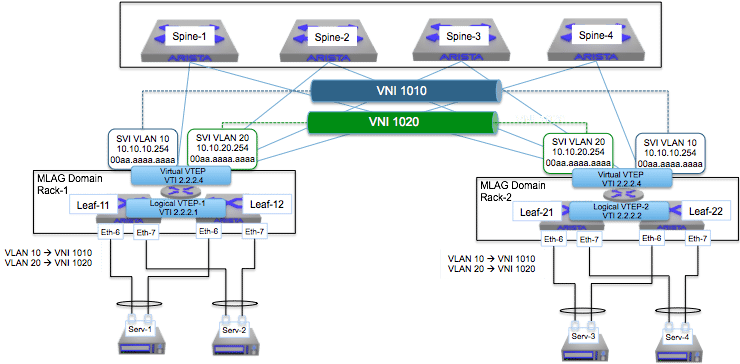 Spine-1
Spine-2
Spine-3
Spine-4
ARISTA
ARISTA
ARISTA
ARISTA
VNI 1010
VNI 1020
SVI VLAN 10
10.10.10.254
00aa.aaaa.aaaa
SVI VLAN 20
10.10.20.254
00aa.aaaa.aaaa
SVI VLAN 20
10.10.20.254
00aa.aaaa.aaaa
SVI VLAN 10
10.10.10.254
00aa.aaaa.aaaa
MLAG Domain
Rack-1
Virtual VTEP
VTI 2.2.2.4
Leaf-11
Logical VTEP-1
VTI 2.2.2.1
Leaf-12
Eth-6
Eth-7
Eth-6
Eth-7
VLAN 10 → VNI 1010
VLAN 20 → VNI 1020
Serv-1
Serv-2
MLAG Domain
Rack-2
Virtual VTEP
VTI 2.2.2.4
Leaf-21
Logical VTEP-2
VTI 2.2.2.2
Leaf-22
ARISTA
Eth-6
Eth-7
Eth-6
Eth-7
VLAN 10 → VNI 1010
VLAN 20 → VNI 1020
Serv-3
Serv-4